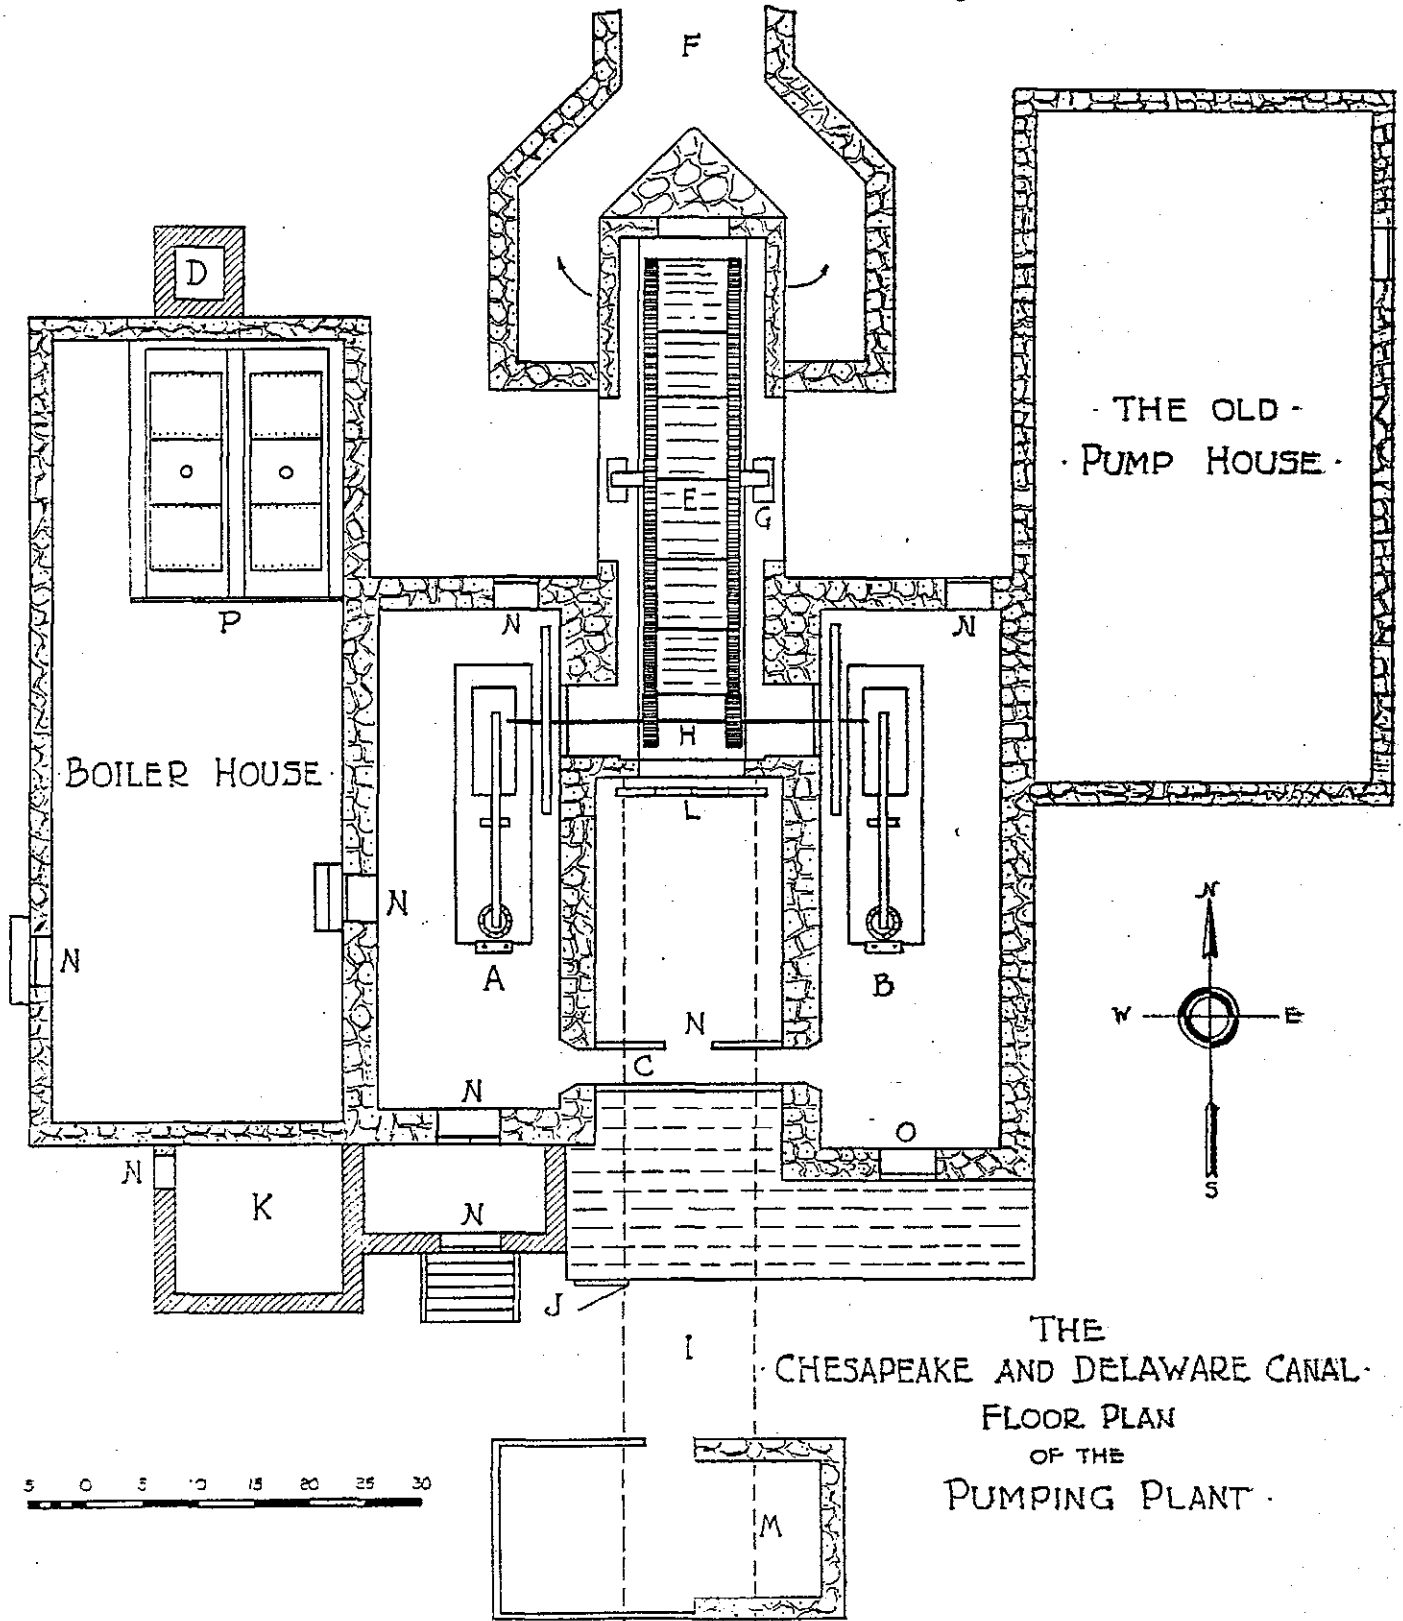 F
D
- THE OLD -
· PUMP HOUSE ·
E
G
P
N
N
H
· BOILER HOUSE ·
L
N
N
N
A
B
N
W
E
S
N
C
N
O
N
K
N
J
I
THE
· CHESAPEAKE AND DELAWARE CANAL ·
FLOOR PLAN
OF THE
PUMPING PLANT ·
5 0 5 10 15 20 25 30
M